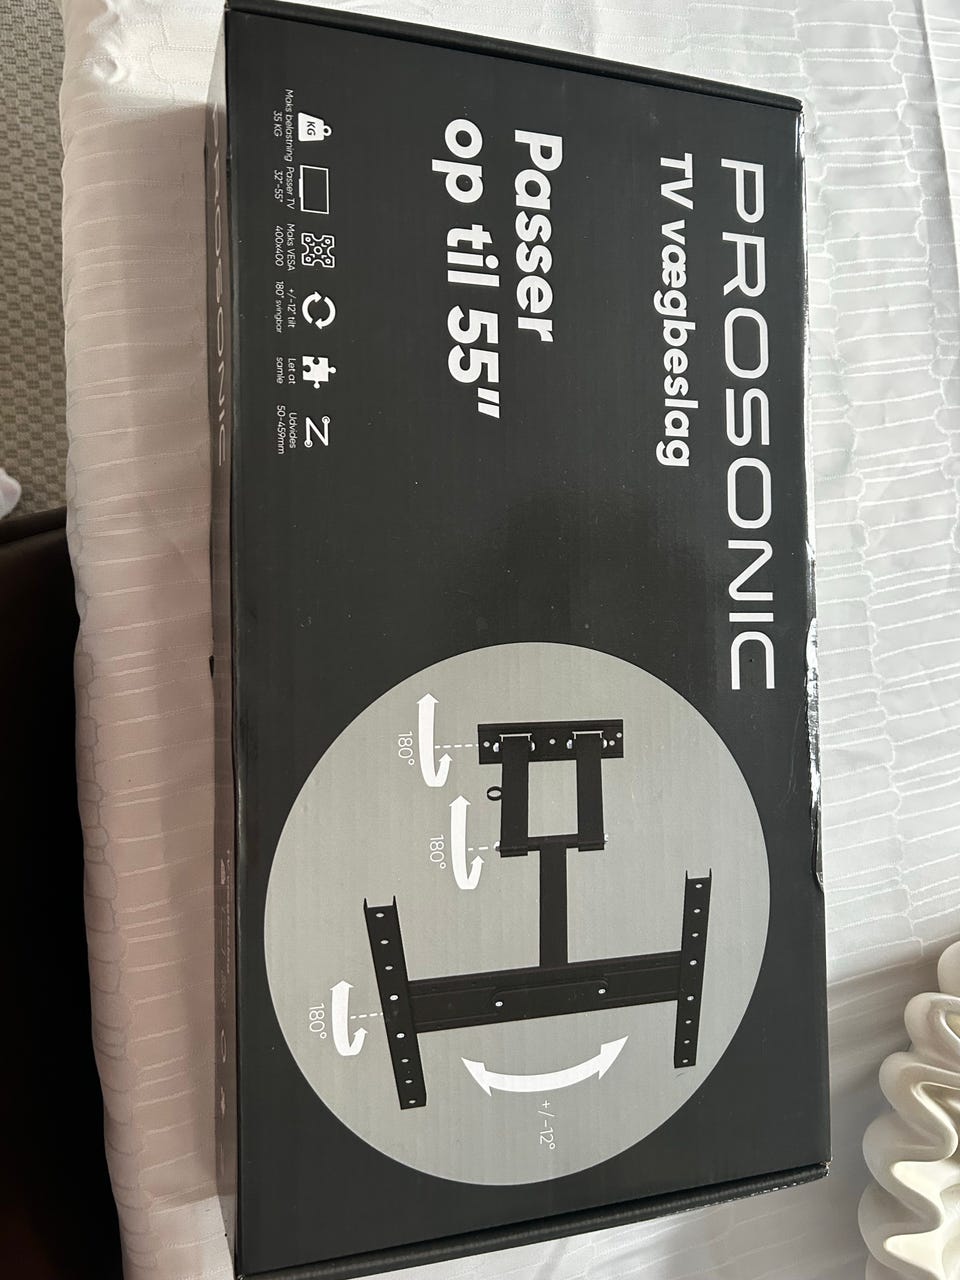 PROSONIC
TV vægbeslag
Passer
op til 55"
KG
Maks belastning
35 KG
Passer TV
32"-55"
Maks VESA
400x400
+/-12° tilt
180° svingbar
Let at
samle
Udvides
50-459mm
180°
180°
180°
+/-12°
PROSONIC